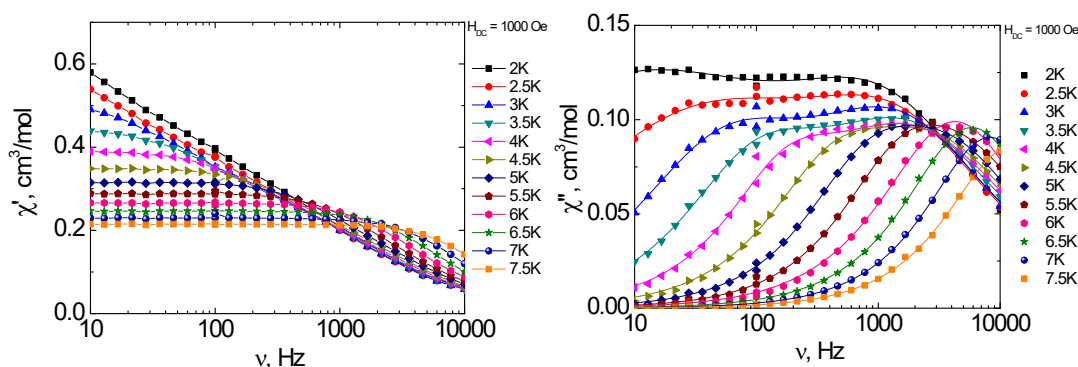 H_DC = 1000 Oe
0.6
0.4
0.2
0.0
χ', cm³/mol
10
100
1000
10000
ν, Hz
2K
2.5K
3K
3.5K
4K
4.5K
5K
5.5K
6K
6.5K
7K
7.5K
H_DC = 1000 Oe
0.15
0.10
0.05
0.00
χ'', cm³/mol
10
100
1000
10000
ν, Hz
2K
2.5K
3K
3.5K
4K
4.5K
5K
5.5K
6K
6.5K
7K
7.5K